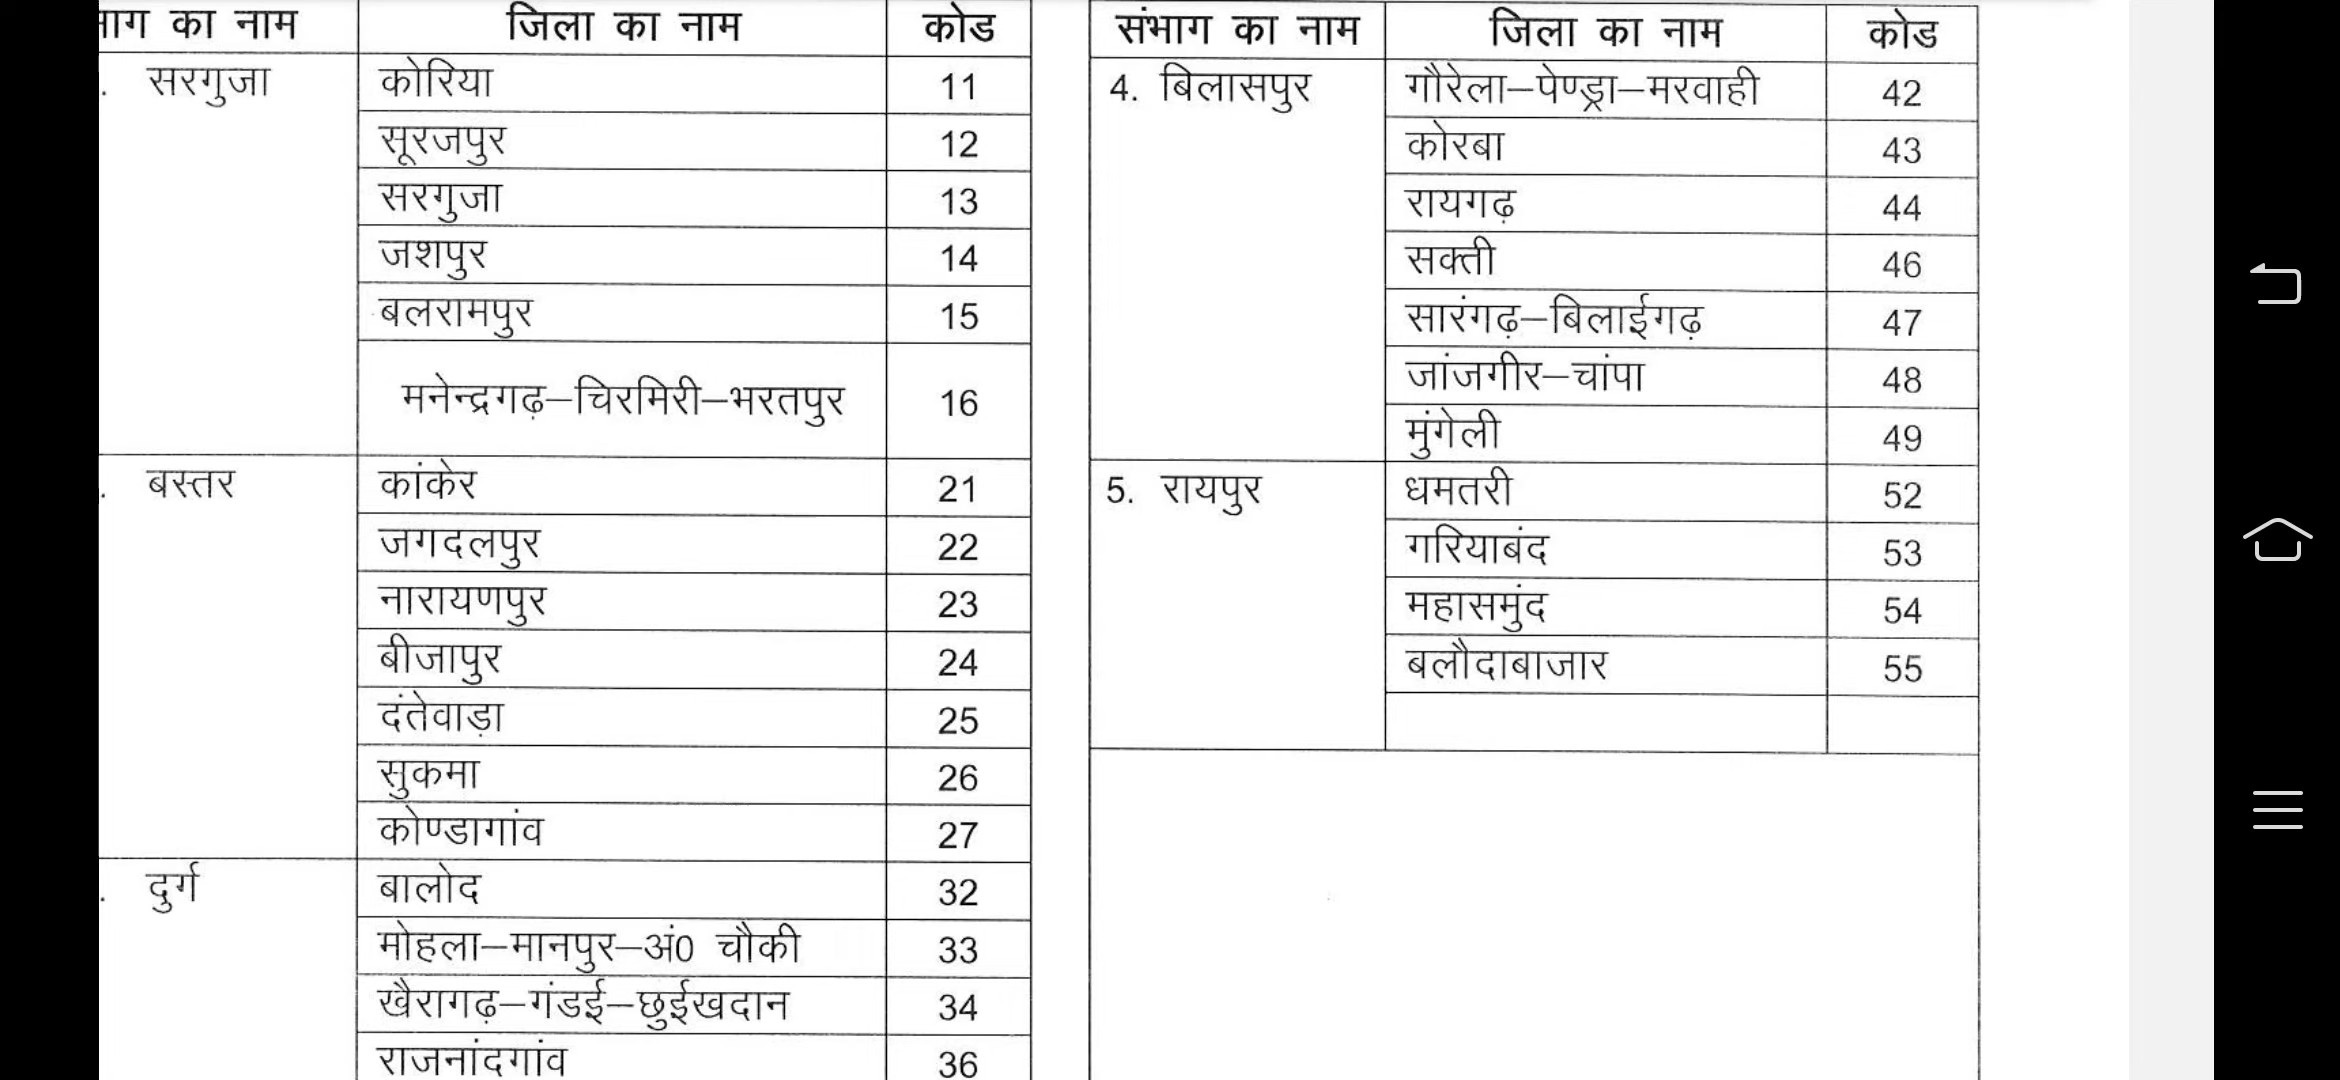 भाग का नाम जिला का नाम कोड
सरगुजा कोरिया 11
सूरजपुर 12
सरगुजा 13
जशपुर 14
बलरामपुर 15
मनेन्द्रगढ़–चिरमिरी–भरतपुर 16
बस्तर कांकेर 21
जगदलपुर 22
नारायणपुर 23
बीजापुर 24
दंतेवाड़ा 25
सुकमा 26
कोण्डागांव 27
दुर्ग बालोद 32
मोहला–मानपुर–अं0 चौकी 33
खैरागढ़–गंडई–छुईखदान 34
राजनांदगांव 36
संभाग का नाम जिला का नाम कोड
4. बिलासपुर गौरेला–पेण्ड्रा–मरवाही 42
कोरबा 43
रायगढ़ 44
सक्ती 46
सारंगढ़–बिलाईगढ़ 47
जांजगीर–चांपा 48
मुंगेली 49
5. रायपुर धमतरी 52
गरियाबंद 53
महासमुंद 54
बलौदाबाजार 55